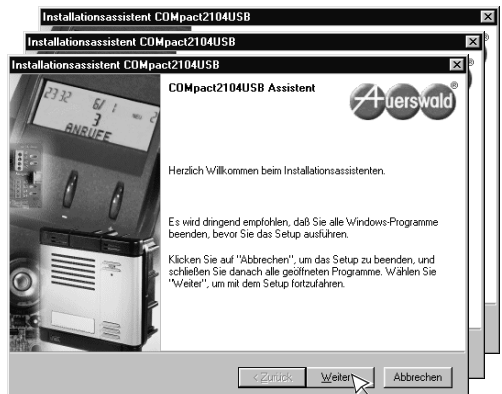 Installationsassistent COMpact2104USB
Installationsassistent COMpact2104USB
Installationsassistent COMpact2104USB
COMpact2104USB Assistent
Auerswald®
2332
6/ 1
3
ANRUFE
Herzlich Willkommen beim Installationsassistenten.
Es wird dringend empfohlen, daß Sie alle Windows-Programme
beenden, bevor Sie das Setup ausführen.
Klicken Sie auf "Abbrechen", um das Setup zu beenden, und
schließen Sie danach alle geöffneten Programme. Wählen Sie
"Weiter", um mit dem Setup fortzufahren.
< Zurück
Weiter
Abbrechen